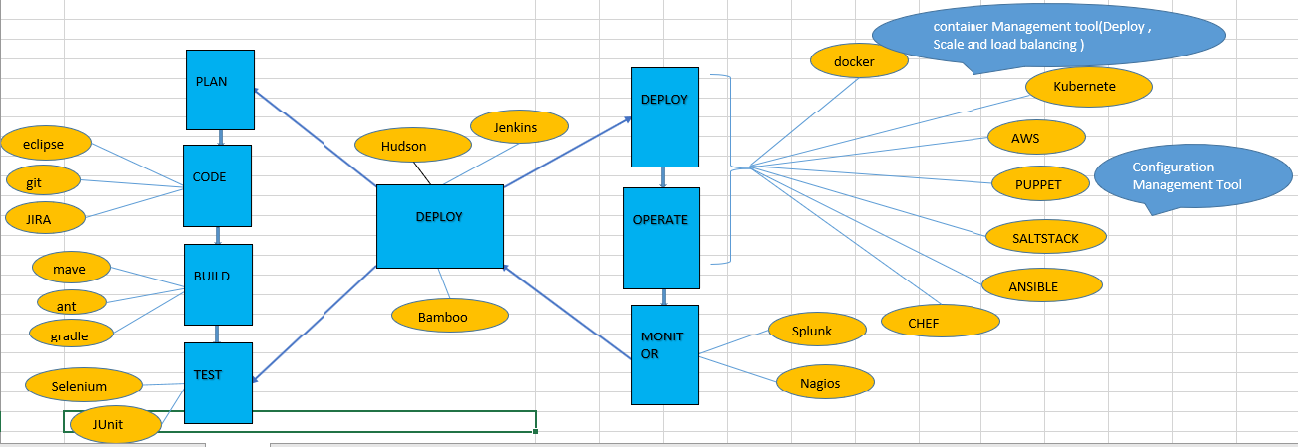 PLAN
eclipse
git
JIRA
CODE
mave
ant
gradle
BUILD
Selenium
JUnit
TEST
Hudson
Jenkins
DEPLOY
Bamboo
DEPLOY
OPERATE
MONIT
OR
container Management tool(Deploy ,
Scale and load balancing )
docker
Kubernete
AWS
PUPPET
Configuration
Management Tool
SALTSTACK
ANSIBLE
CHEF
Splunk
Nagios